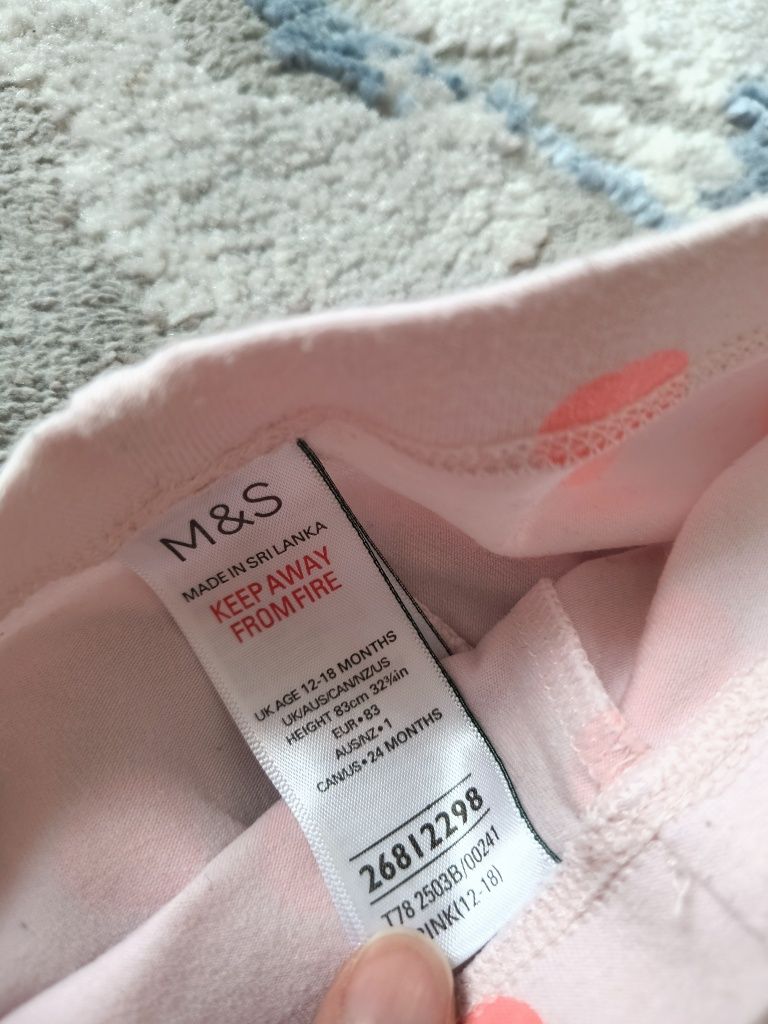 M&S
MADE IN SRI LANKA
KEEP AWAY
FROM FIRE
UK AGE 12-18 MONTHS
UK/AUS/CAN/NZ/US
HEIGHT 83cm 32¾in
EUR•83
AUS/NZ•1
CAN/US•24 MONTHS
26812298
T78 2503B/00241
INK(12-18)